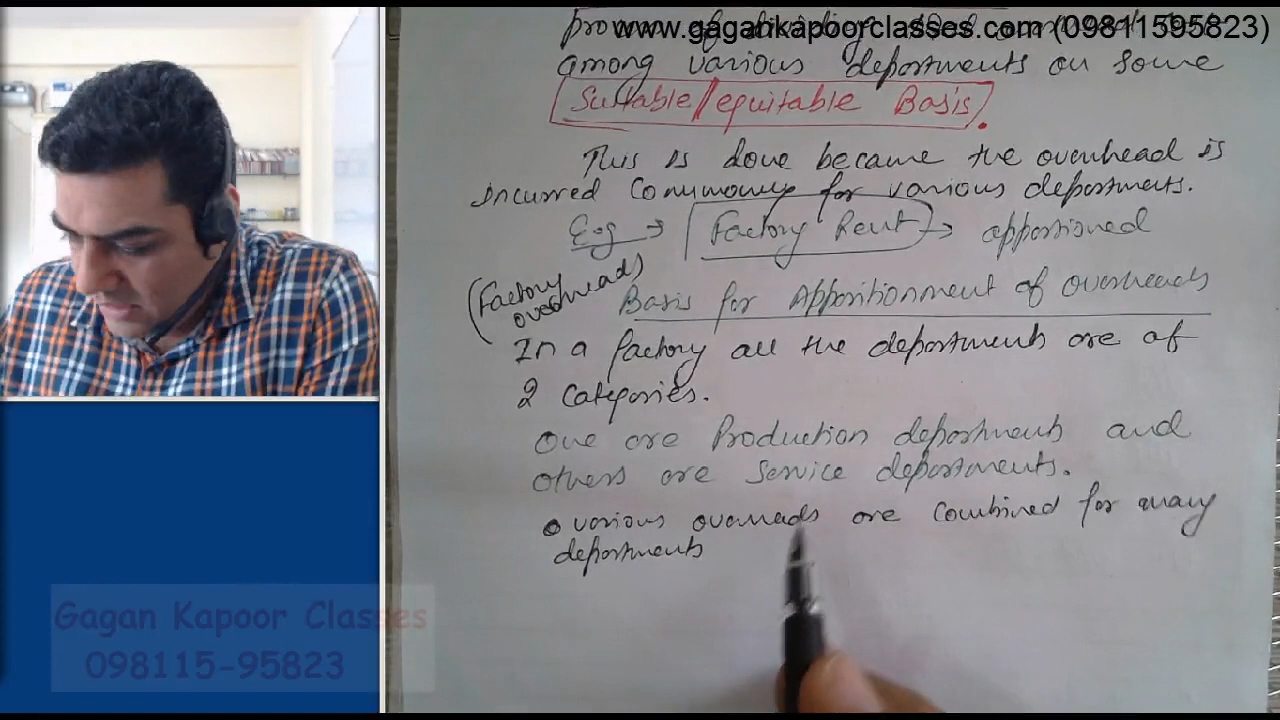 www.gagankapoorclasses.com (09811595823)
among various departments on some
Suitable/equitable Basis.
This is done because the overhead is
incurred Commonly for various departments.
E.g → Factory Rent → apportioned
(Factory overheads)
Basis for Apporitionment of overheads
In a factory all the departments are of
2 categories.
One are Production departments and
others are Service departments.
various overheads are combined for many
departments
Gagan Kapoor Classes
098115-95823